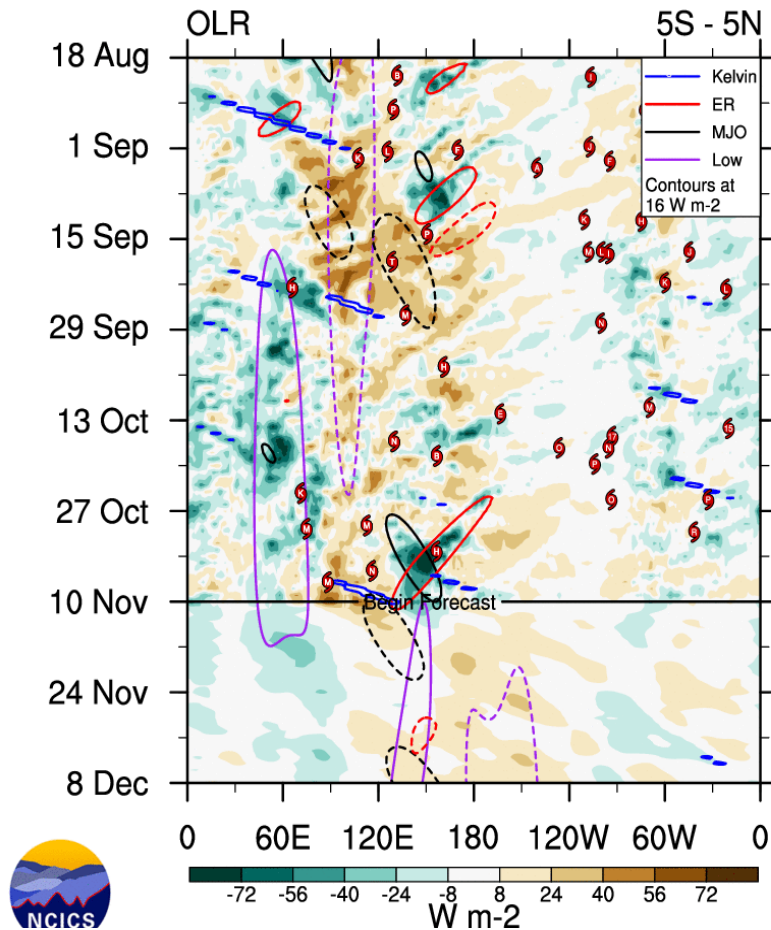 OLR 5S - 5N
18 Aug
1 Sep
15 Sep
29 Sep
13 Oct
27 Oct
10 Nov
24 Nov
8 Dec
Kelvin
ER
MJO
Low
Contours at
16 W m-2
B I
P
K L F J
A A
K H
P
T M L I J
H K L
M N
H
E M 15
N O 17 N
B P
K O P
M M R
H
M N
Begin Forecast
0 60E 120E 180 120W 60W 0
-72 -56 -40 -24 -8 8 24 40 56 72
W m-2
NCICS